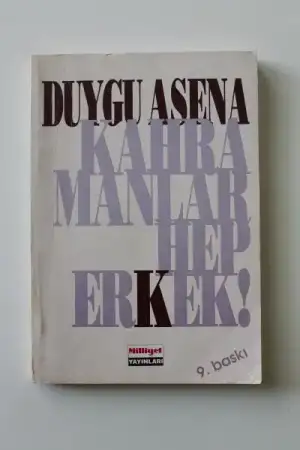 DUYGU ASENA
KAHRA
MANLAR
HEP
ERKEK!
Milliyet
YAYINLARI
9. baskı